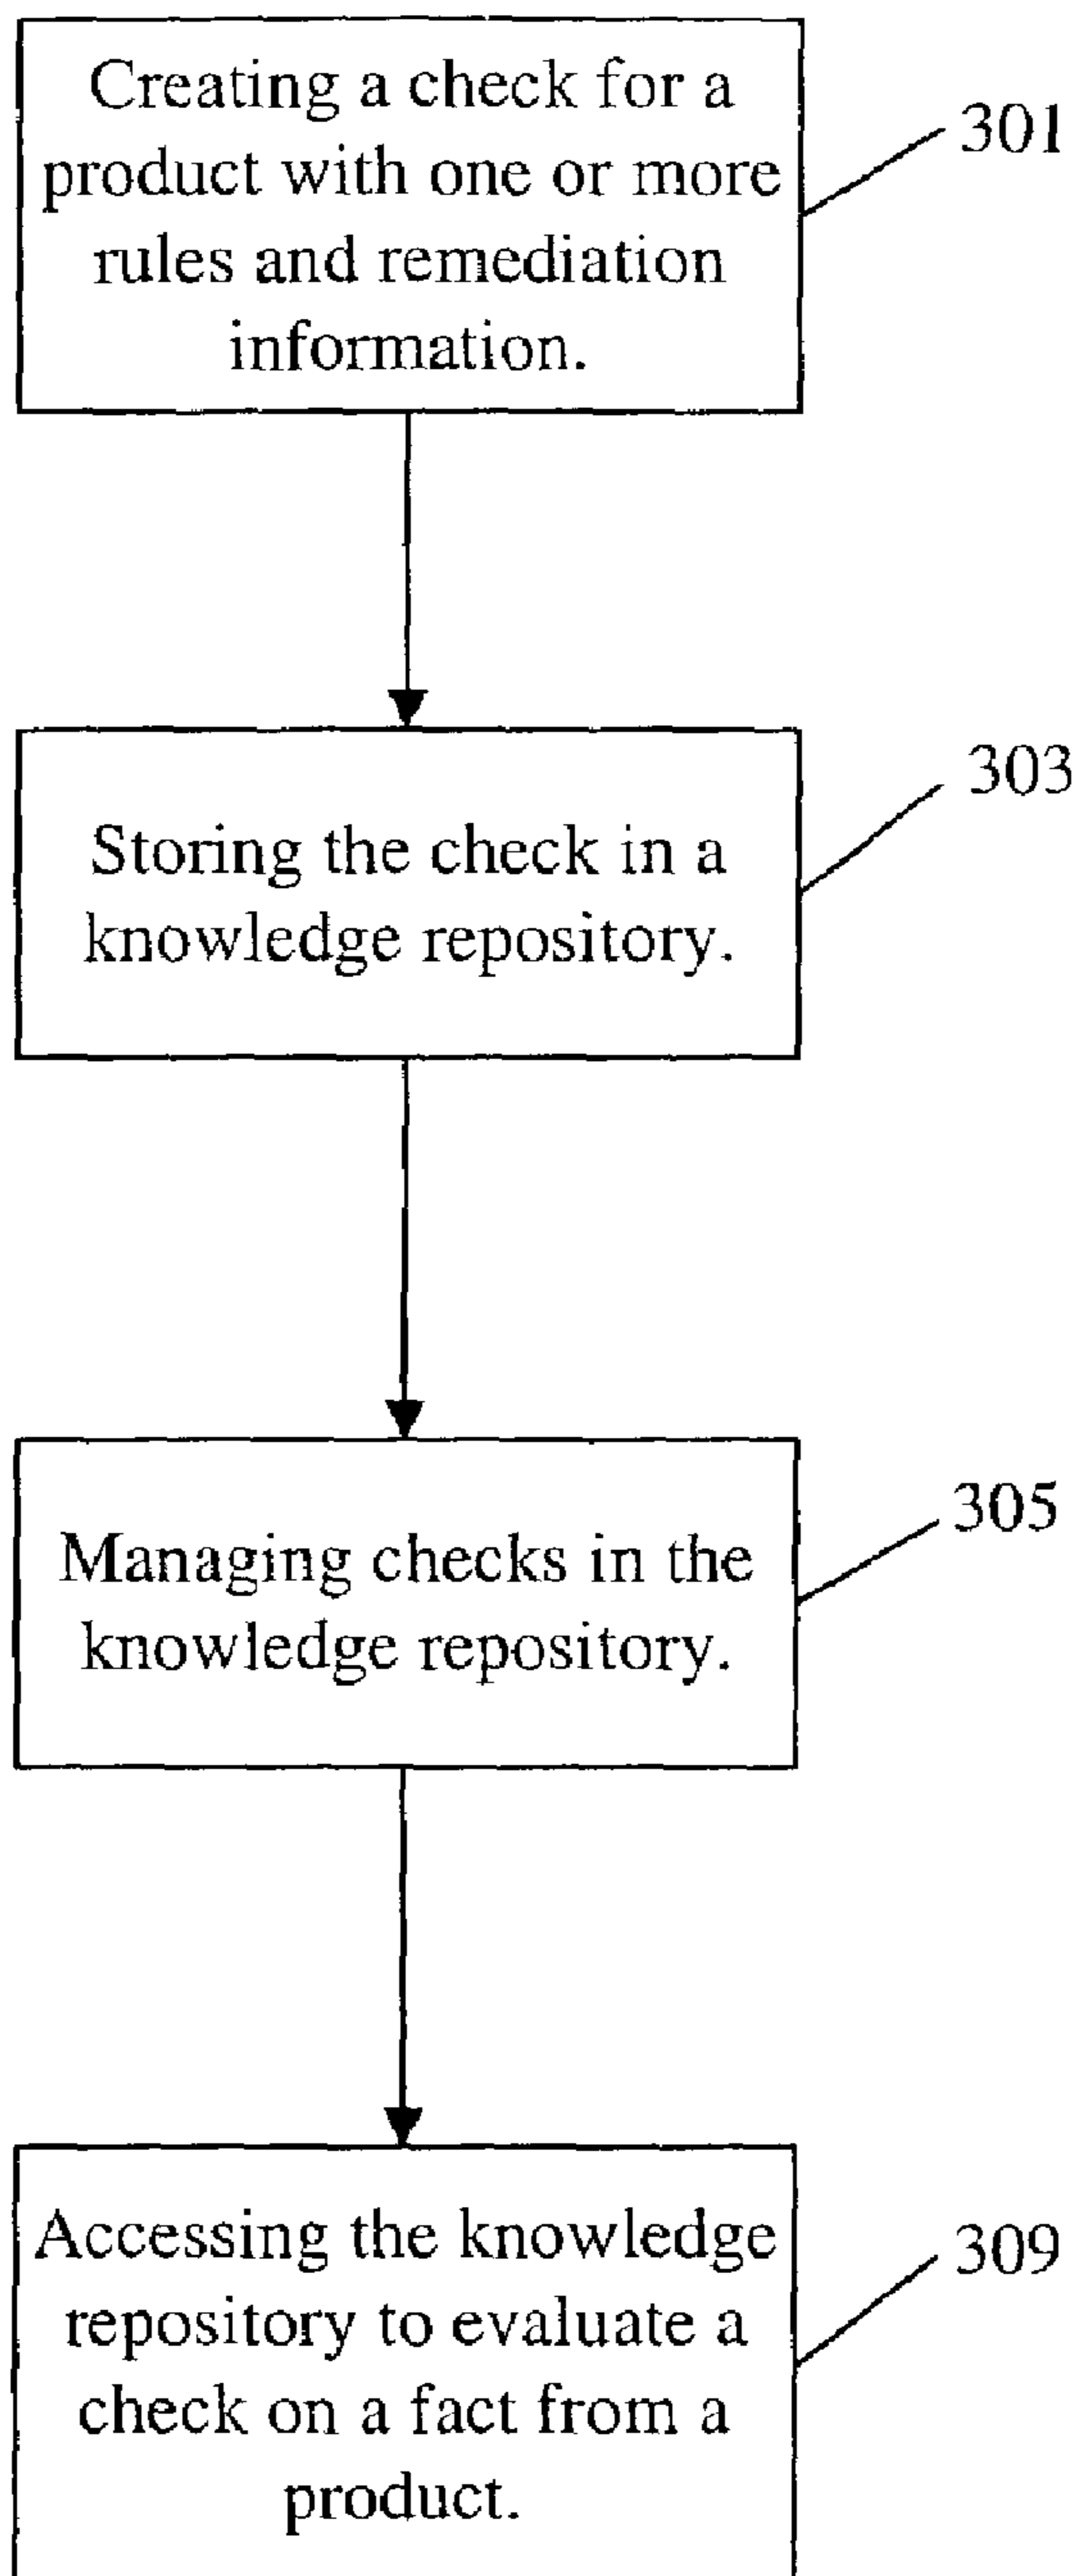 Creating a check for a
product with one or more
rules and remediation
information.
301
Storing the check in a
knowledge repository.
303
Managing checks in the
knowledge repository.
305
Accessing the knowledge
repository to evaluate a
check on a fact from a
product.
309